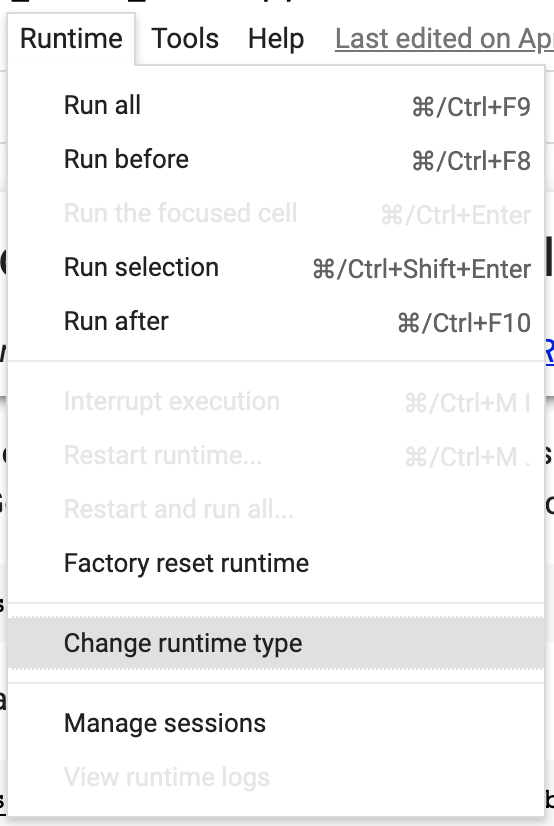 Runtime Tools Help Last edited on Ap
Run all ⌘/Ctrl+F9
Run before ⌘/Ctrl+F8
Run the focused cell ⌘/Ctrl+Enter
Run selection ⌘/Ctrl+Shift+Enter
Run after ⌘/Ctrl+F10
Interrupt execution ⌘/Ctrl+M I
Restart runtime... ⌘/Ctrl+M .
Restart and run all...
Factory reset runtime
Change runtime type
Manage sessions
View runtime logs